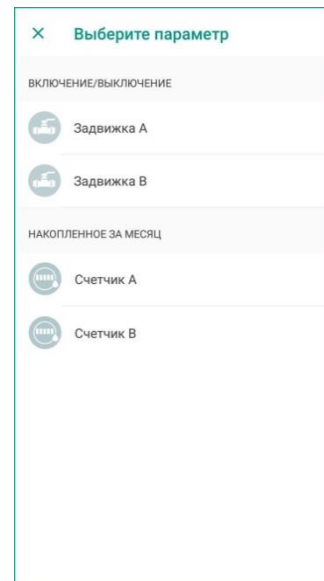 Выберите параметр
ВКЛЮЧЕНИЕ/ВЫКЛЮЧЕНИЕ
Задвижка A
Задвижка B
НАКОПЛЕННОЕ ЗА МЕСЯЦ
Счетчик A
Счетчик B